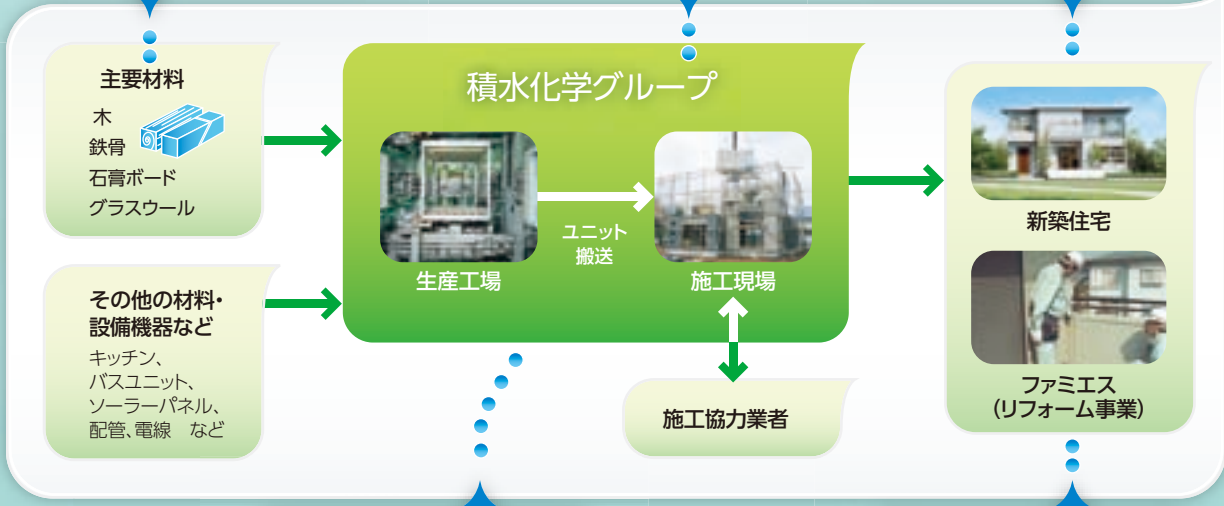 主要材料
木
鉄骨
石膏ボード
グラスウール
その他の材料・
設備機器など
キッチン、
バスユニット、
ソーラーパネル、
配管、電線　など
積水化学グループ
生産工場
ユニット
搬送
施工現場
施工協力業者
新築住宅
ファミエス
(リフォーム事業)